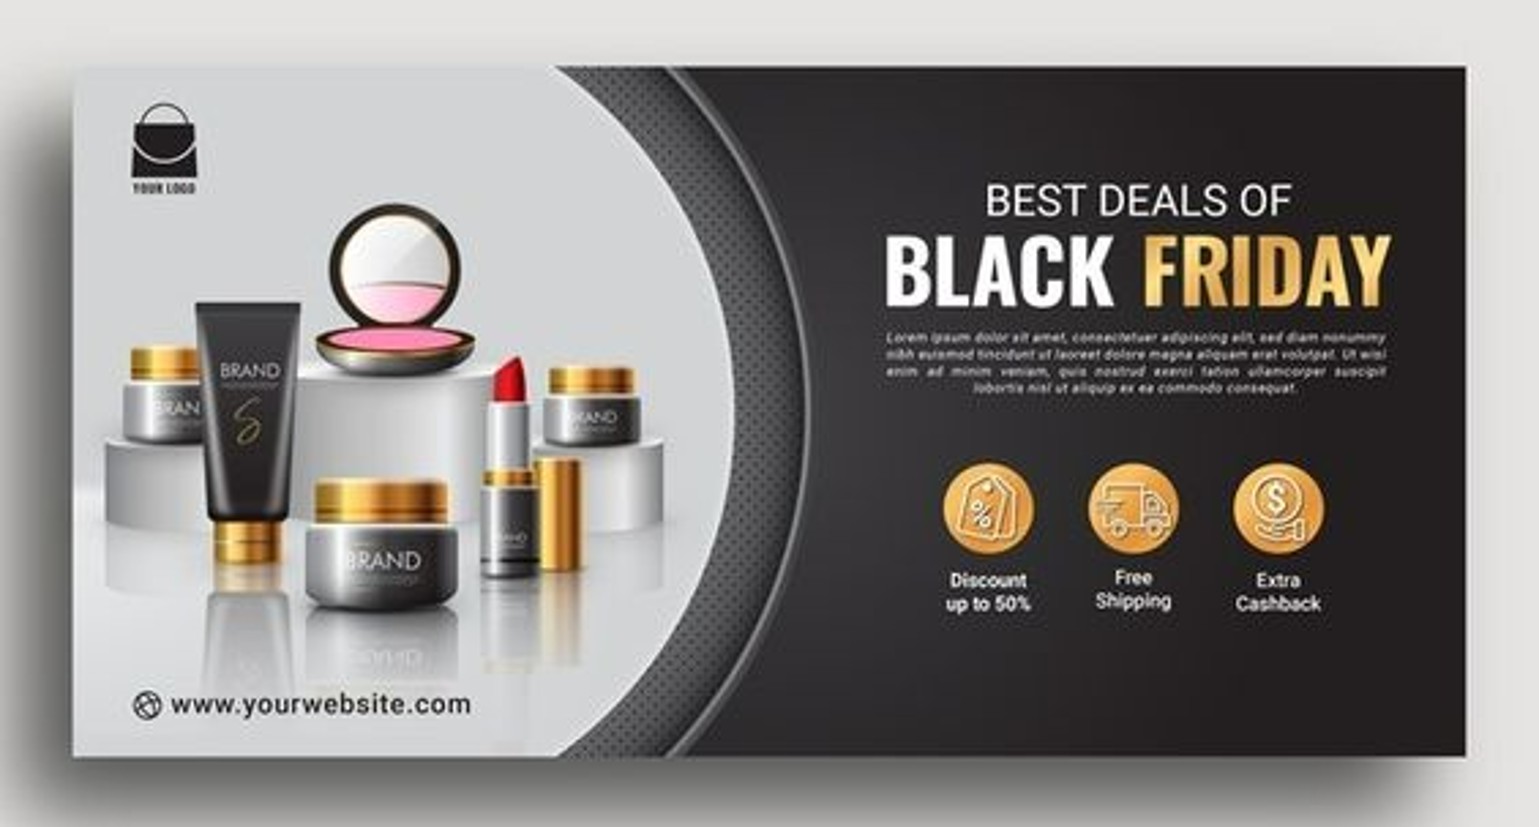 YOUR LOGO
BEST DEALS OF
BLACK FRIDAY
Lorem ipsum dolor sit amet, consectetuer adipiscing elit, sed diam nonummy
nibh euismod tincidunt ut laoreet dolore magna aliquam erat volutpat. Ut wisi
enim ad minim veniam, quis nostrud exerci tation ullamcorper suscipit
lobortis nisl ut aliquip ex ea commodo consequat.
BRAND
S
BRAN
BRAND
BRAND
BRAND
%
$
Discount
up to 50%
Free
Shipping
Extra
Cashback
www.yourwebsite.com